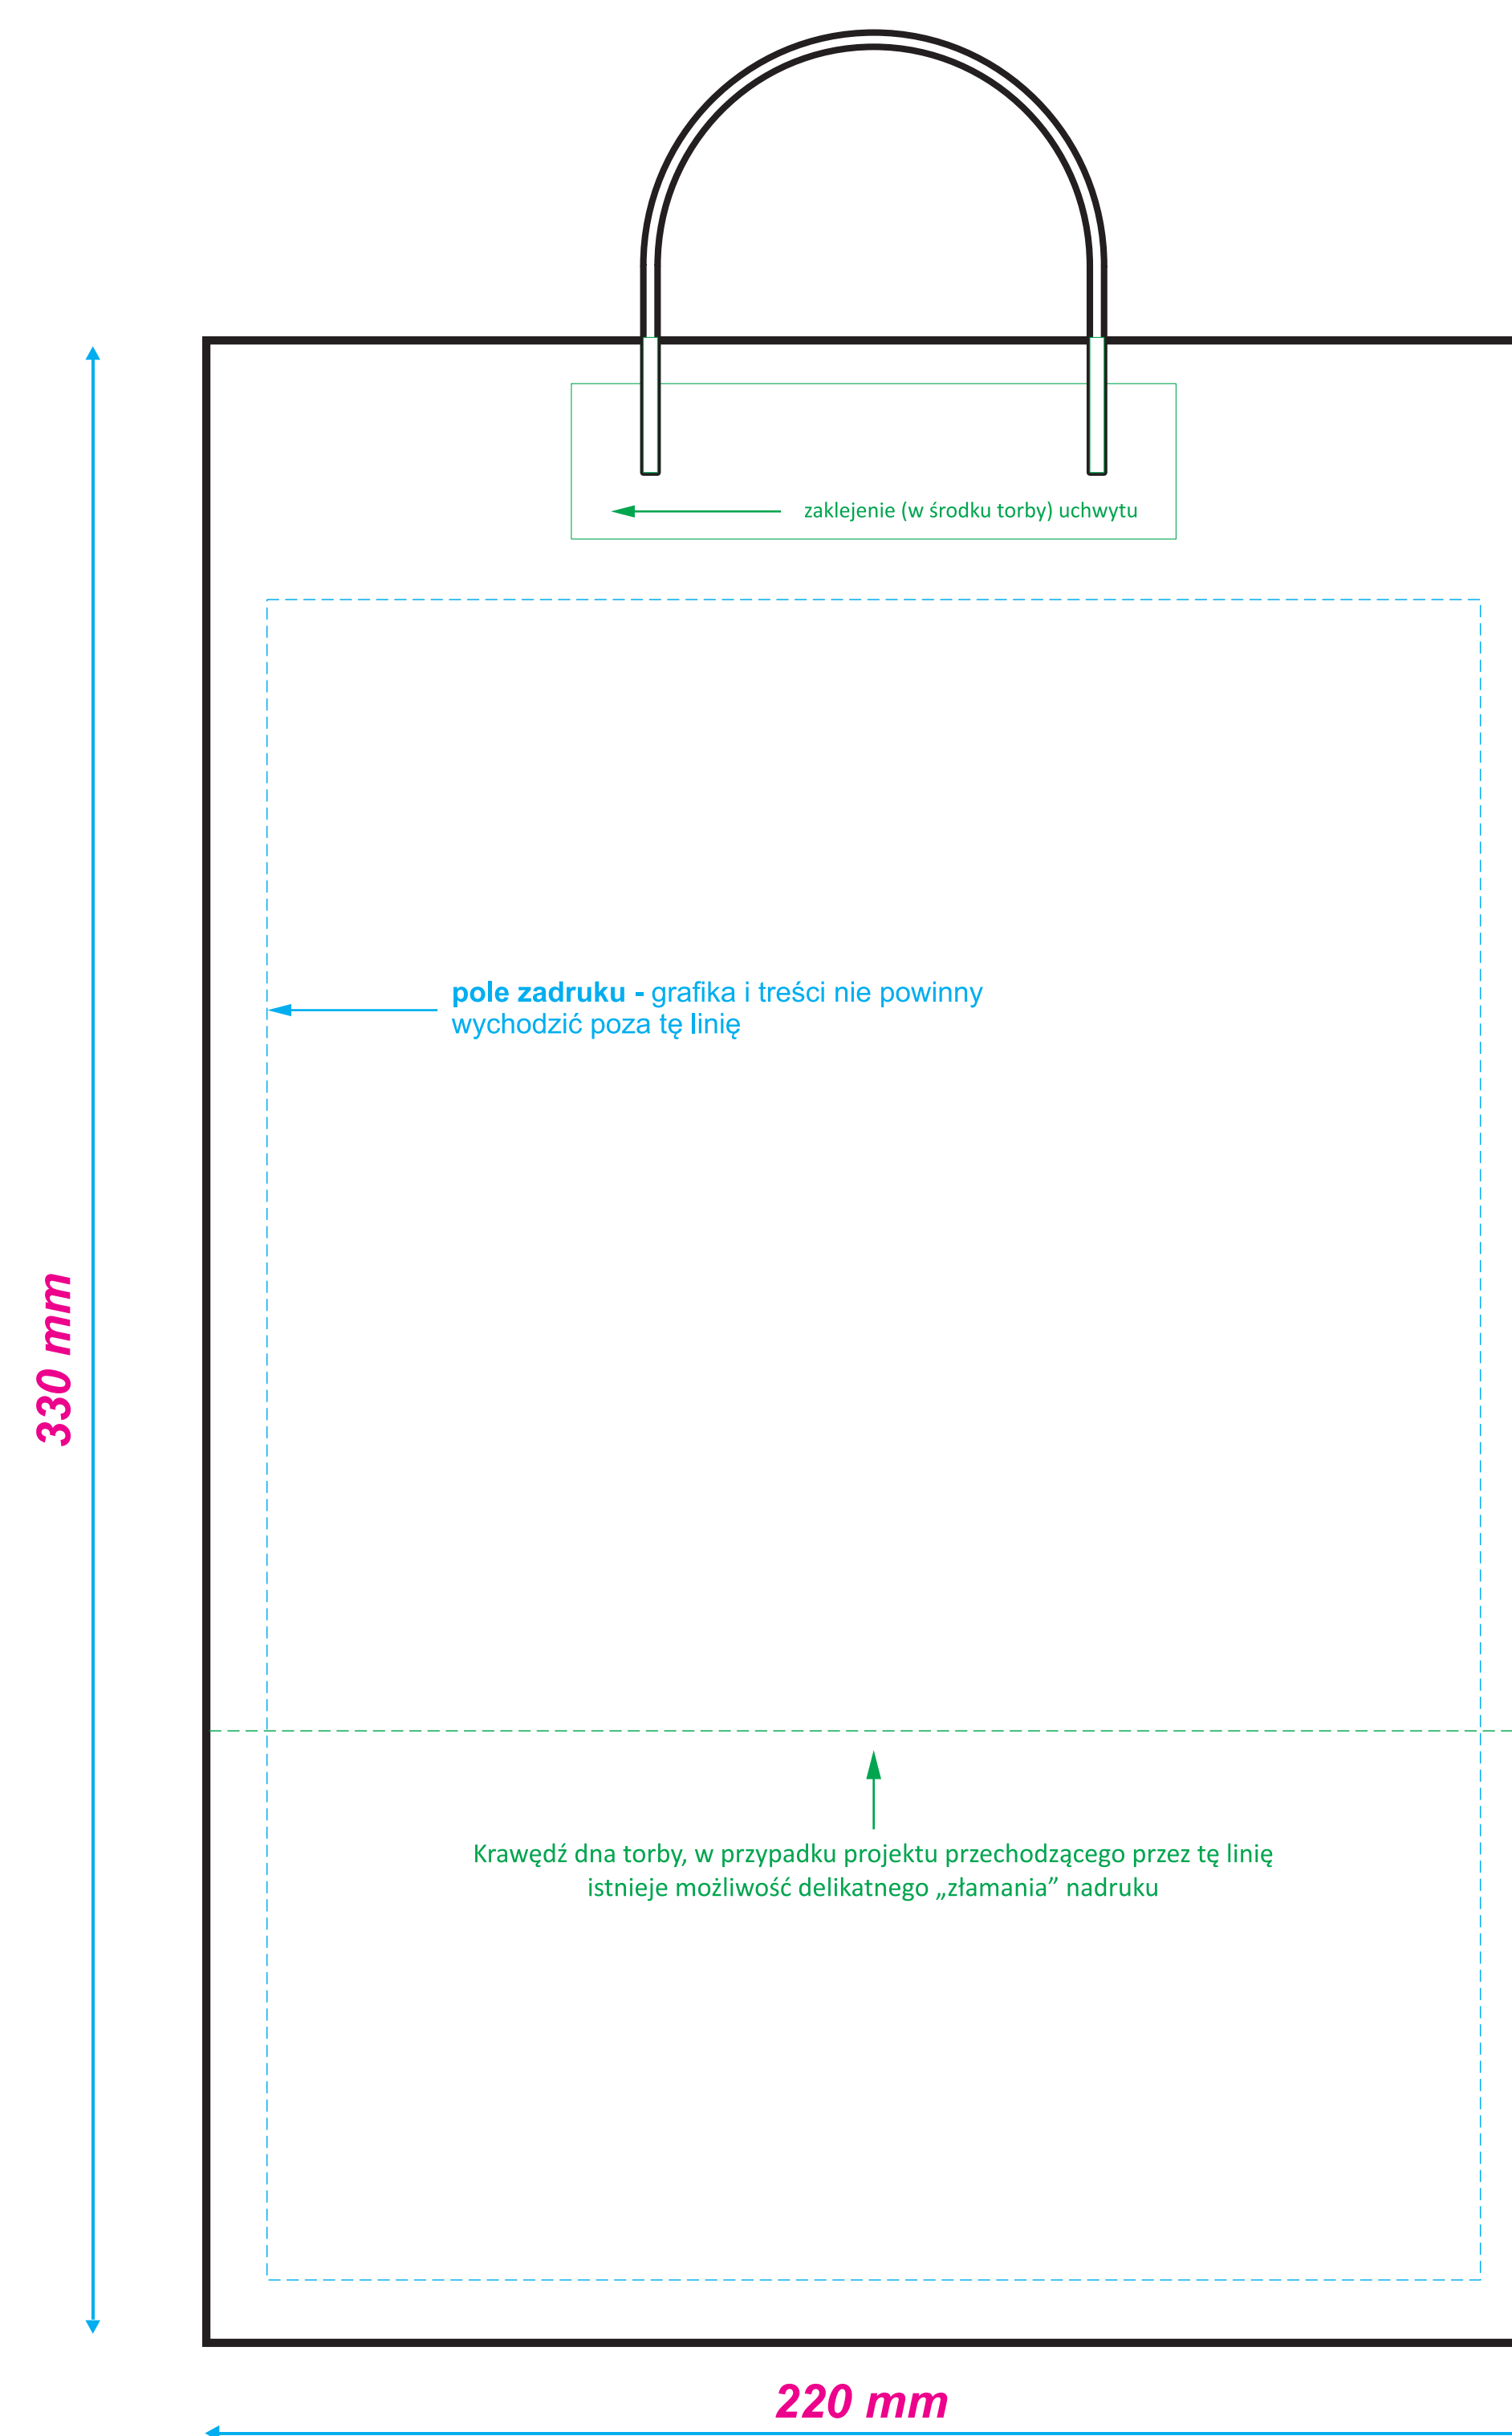 zaklejenie (w środku torby) uchwytu
pole zadruku - grafika i treści nie powinny
wychodzić poza tę linię
330 mm
Krawędź dna torby, w przypadku projektu przechodzącego przez tę linię
istnieje możliwość delikatnego „złamania” nadruku
220 mm